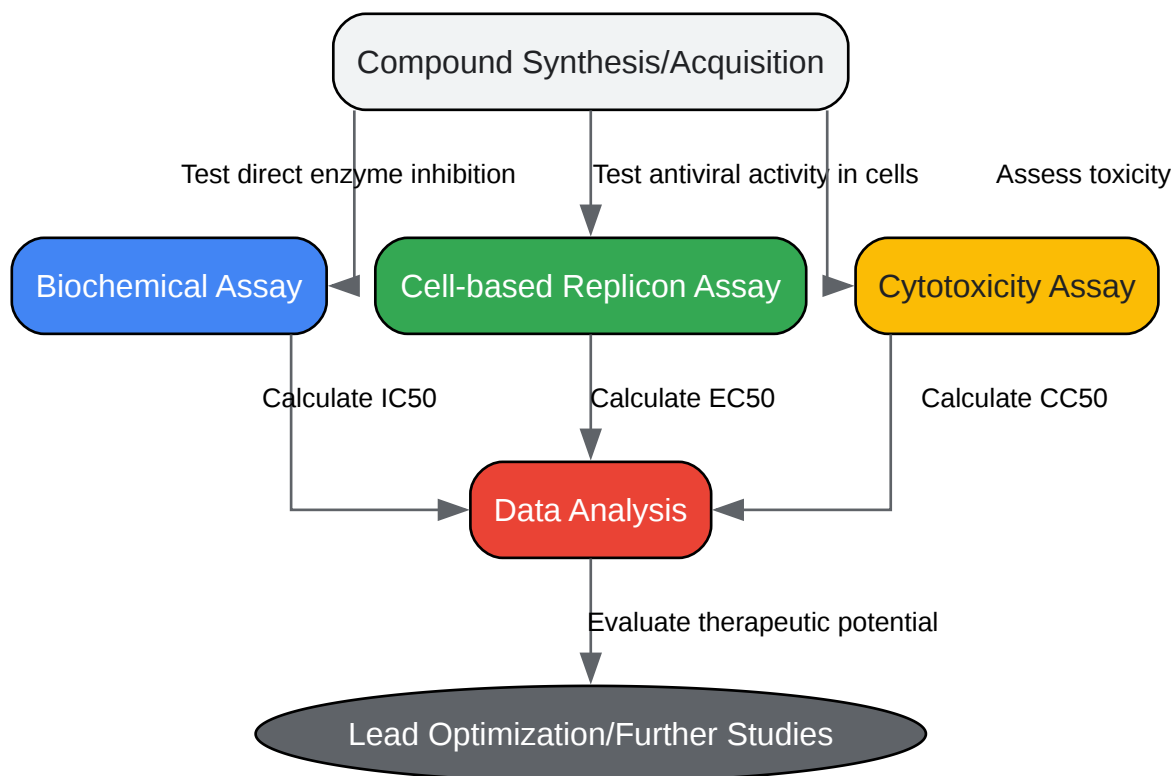 Compound Synthesis/Acquisition
Test direct enzyme inhibition
Test antiviral activity in cells
Assess toxicity
Biochemical Assay
Cell-based Replicon Assay
Cytotoxicity Assay
Calculate IC50
Calculate EC50
Calculate CC50
Data Analysis
Evaluate therapeutic potential
Lead Optimization/Further Studies